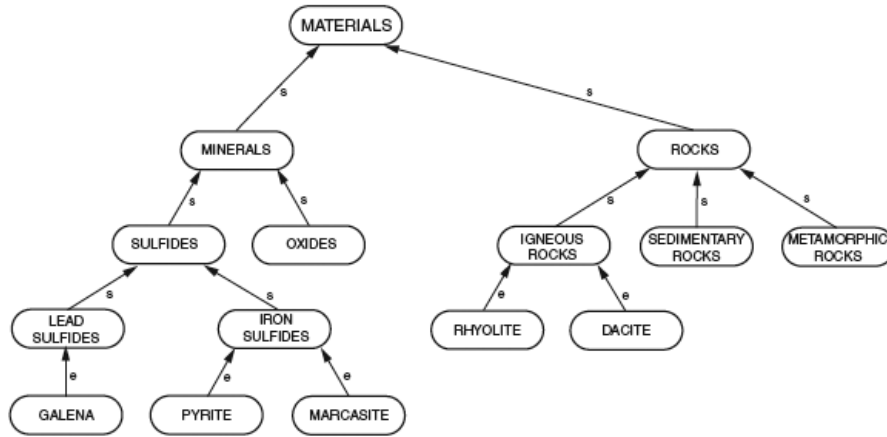 MATERIALS
s
s
MINERALS
ROCKS
s
s
s
s
s
SULFIDES
OXIDES
IGNEOUS
ROCKS
SEDIMENTARY
ROCKS
METAMORPHIC
ROCKS
s
s
e
e
LEAD
SULFIDES
IRON
SULFIDES
RHYOLITE
DACITE
e
e
e
GALENA
PYRITE
MARCASITE